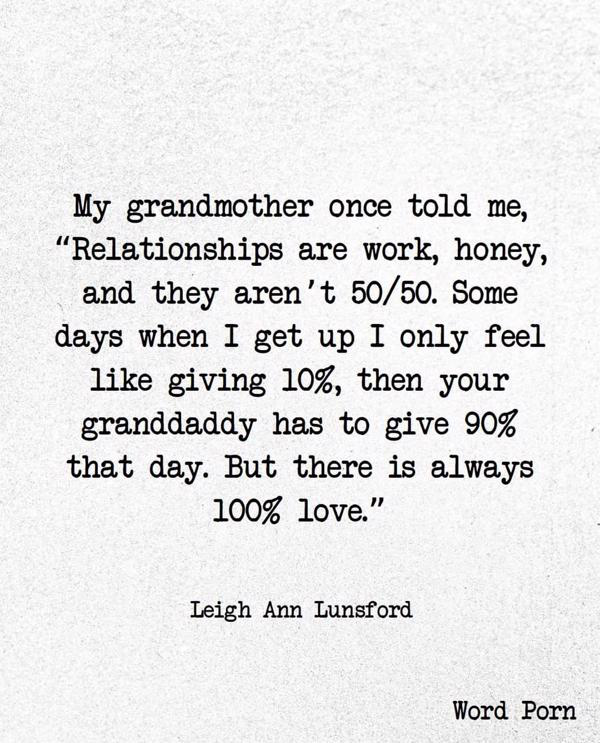 My grandmother once told me,
“Relationships are work, honey,
and they aren't 50/50. Some
days when I get up I only feel
like giving 10%, then your
granddaddy has to give 90%
that day. But there is always
100% love.”
Leigh Ann Lunsford
Word Porn